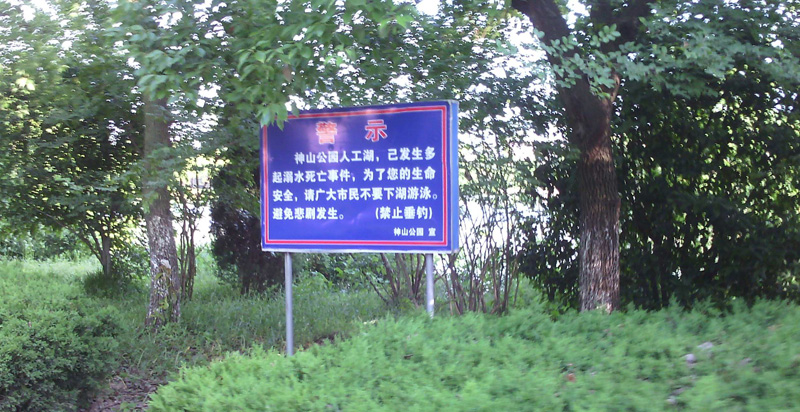 警示
神山公园人工湖，已发生多
起溺水死亡事件，为了您的生命
安全，请广大市民不要下湖游泳。
避免悲剧发生。 (禁止垂钓)
神山公园 宣